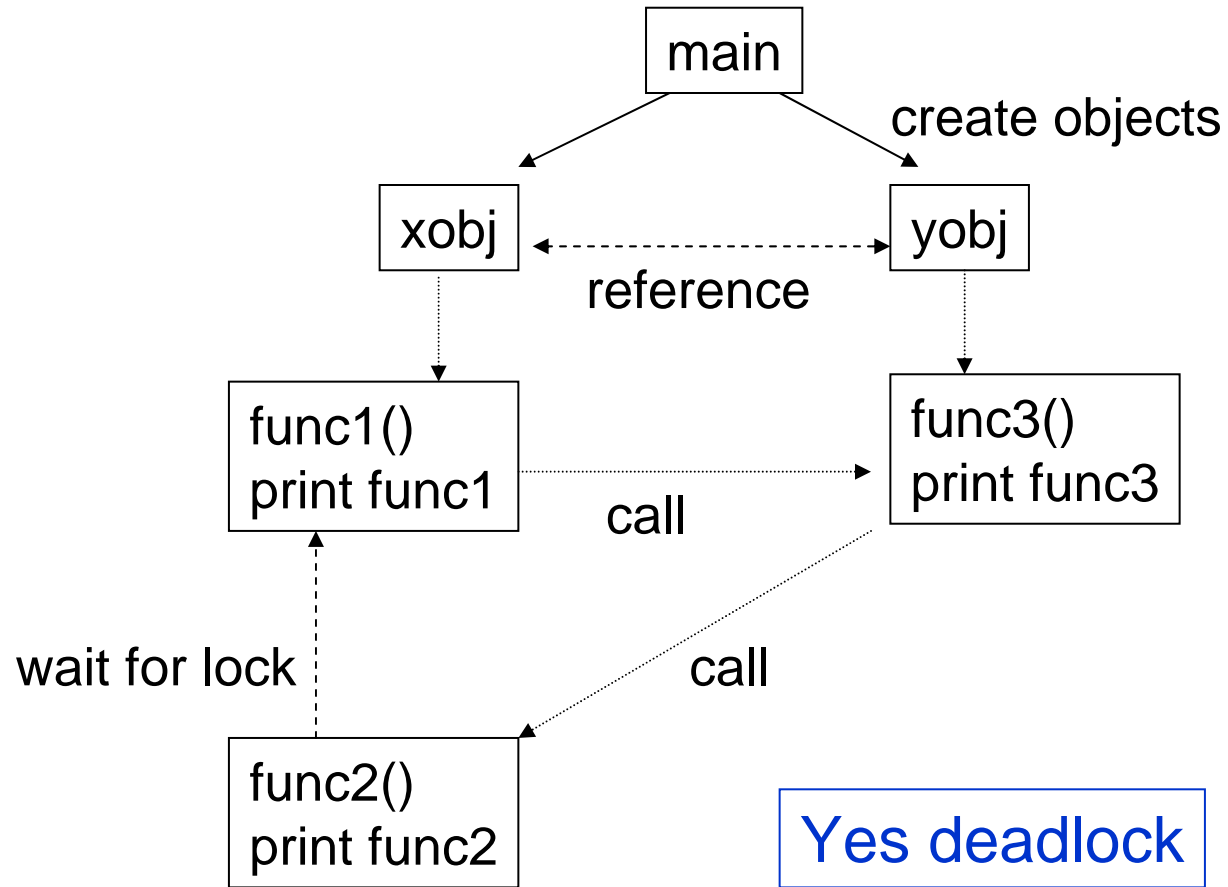 main
create objects
xobj
yobj
reference
func1()
print func1
func3()
print func3
call
wait for lock
call
func2()
print func2
Yes deadlock